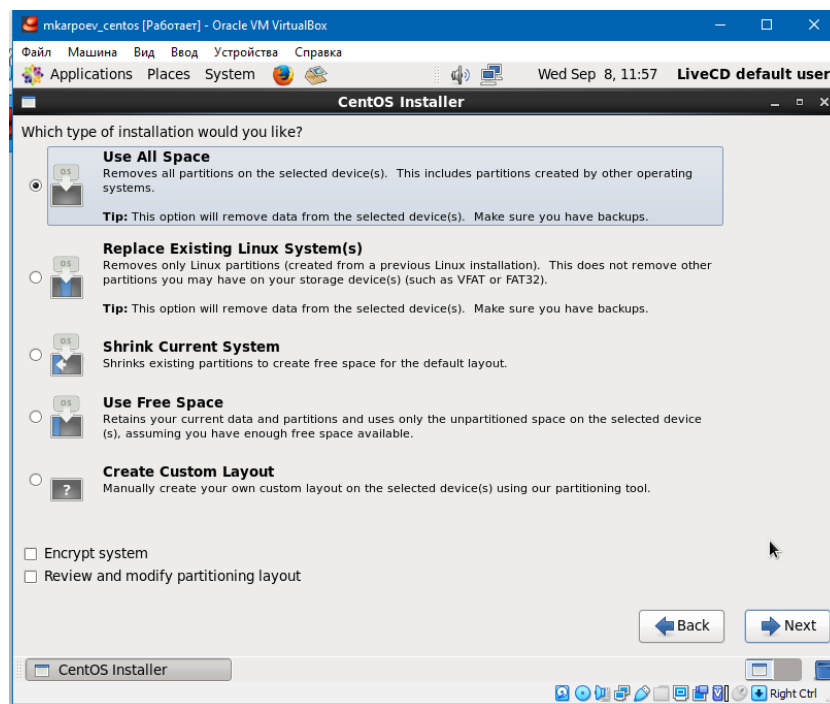 mkarpoev_centos [Работает] - Oracle VM VirtualBox
Файл Машина Вид Ввод Устройства Справка
Applications Places System Wed Sep 8, 11:57 LiveCD default user
CentOS Installer
Which type of installation would you like?
OS
Use All Space
Removes all partitions on the selected device(s). This includes partitions created by other operating
systems.
Tip: This option will remove data from the selected device(s). Make sure you have backups.
OS
Replace Existing Linux System(s)
Removes only Linux partitions (created from a previous Linux installation). This does not remove other
partitions you may have on your storage device(s) (such as VFAT or FAT32).
Tip: This option will remove data from the selected device(s). Make sure you have backups.
OS
Shrink Current System
Shrinks existing partitions to create free space for the default layout.
OS
Use Free Space
Retains your current data and partitions and uses only the unpartitioned space on the selected device
(s), assuming you have enough free space available.
?
Create Custom Layout
Manually create your own custom layout on the selected device(s) using our partitioning tool.
Encrypt system
Review and modify partitioning layout
Back Next
CentOS Installer
Right Ctrl